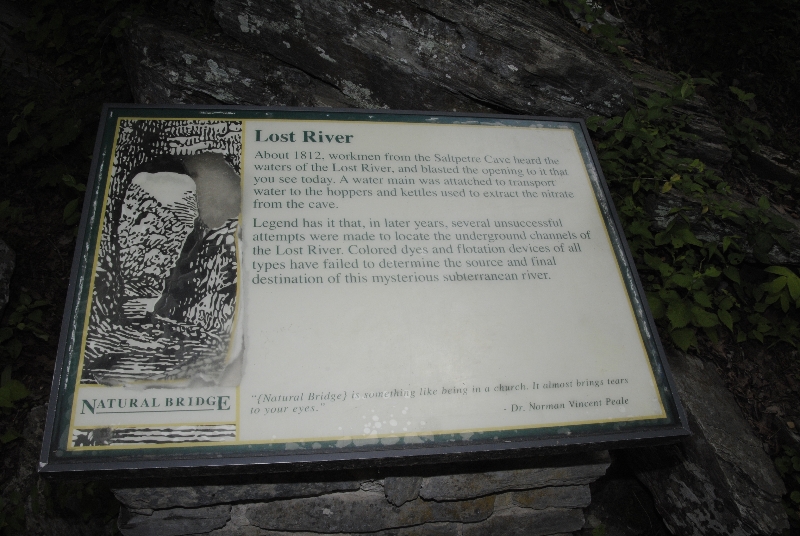 Lost River
About 1812, workmen from the Saltpetre Cave heard the
waters of the Lost River, and blasted the opening to it that
you see today. A water main was attatched to transport
water to the hoppers and kettles used to extract the nitrate
from the cave.
Legend has it that, in later years, several unsuccessful
attempts were made to locate the underground channels of
the Lost River. Colored dyes and flotation devices of all
types have failed to determine the source and final
destination of this mysterious subterranean river.
"(Natural Bridge) is something like being in a church. It almost brings tears
to your eyes."
- Dr. Norman Vincent Peale
NATURAL BRIDGE